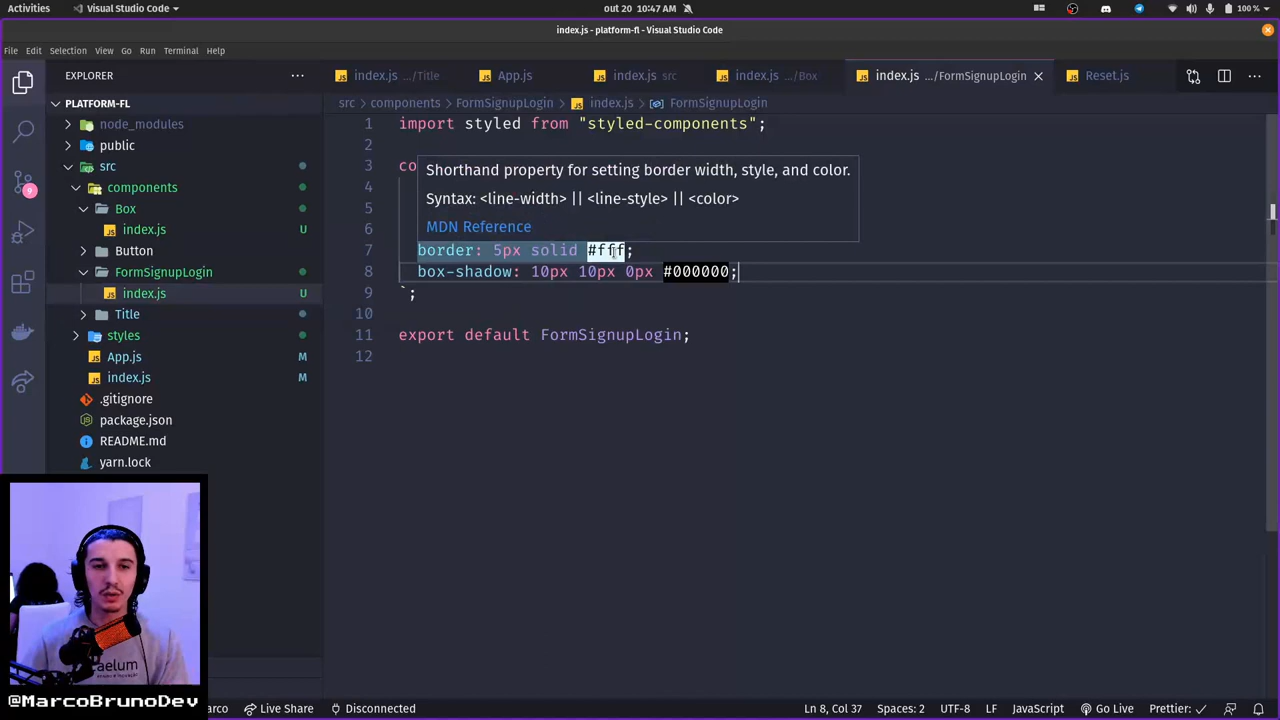 Activities
Visual Studio Code
out 20 10:47 AM
100 %
index.js - platform-fl - Visual Studio Code
File Edit Selection View Go Run Terminal Help
EXPLORER
index.js .../Title
App.js
index.js src
index.js .../Box
index.js .../FormSignupLogin
Reset.js
PLATFORM-FL
node_modules
public
src
components
Box
index.js U
Button
FormSignupLogin
index.js U
Title
styles
App.js M
index.js M
.gitignore
package.json
README.md
yarn.lock
9
src > components > FormSignupLogin > index.js > FormSignupLogin
1 import styled from "styled-components";
2
3 co
Shorthand property for setting border width, style, and color.
4
Syntax: <line-width> || <line-style> || <color>
5
6 MDN Reference
7 border: 5px solid #fff;
8 box-shadow: 10px 10px 0px #000000;
9 `;
10
11 export default FormSignupLogin;
12
aelum
@MarcoBrunoDev
Live Share
Disconnected
Ln 8, Col 37
Spaces: 2
UTF-8
LF
JavaScript
Go Live
Prettier: ✓